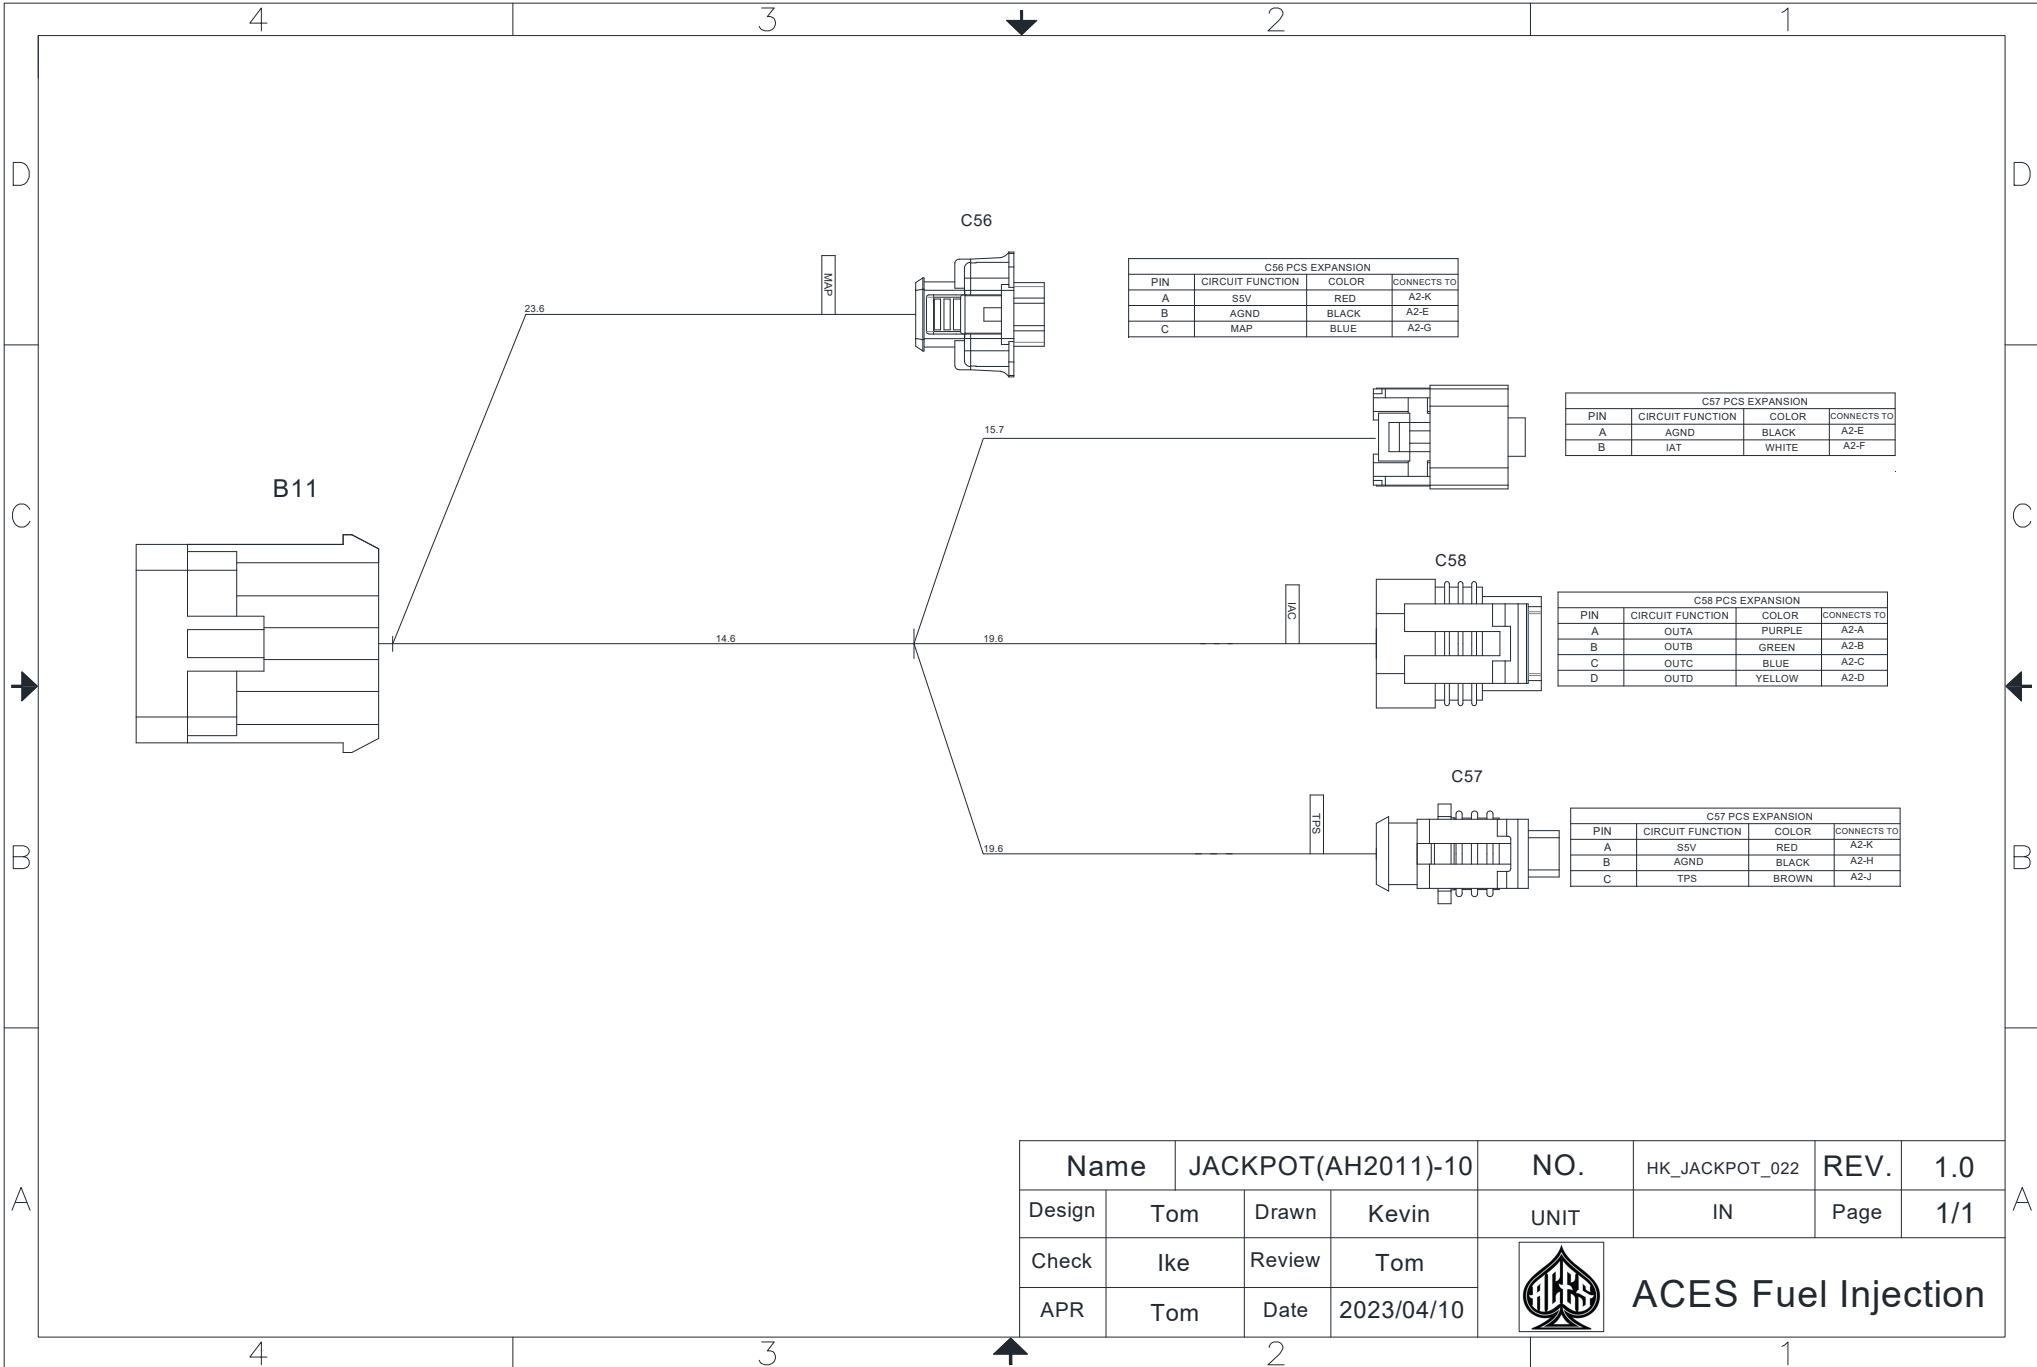 4 3 2 1
D D
C56
MAP
23.6
C56 PCS EXPANSION
PIN CIRCUIT FUNCTION COLOR CONNECTS TO
A S5V RED A2-K
B AGND BLACK A2-E
C MAP BLUE A2-G
15.7
C57 PCS EXPANSION
PIN CIRCUIT FUNCTION COLOR CONNECTS TO
A AGND BLACK A2-E
B IAT WHITE A2-F
B11
C C
C58
IAC
14.6 19.6
C58 PCS EXPANSION
PIN CIRCUIT FUNCTION COLOR CONNECTS TO
A OUTA PURPLE A2-A
B OUTB GREEN A2-B
C OUTC BLUE A2-C
D OUTD YELLOW A2-D
C57
TPS
19.6
C57 PCS EXPANSION
PIN CIRCUIT FUNCTION COLOR CONNECTS TO
A S5V RED A2-K
B AGND BLACK A2-H
C TPS BROWN A2-J
B B
Name JACKPOT(AH2011)-10 NO. HK_JACKPOT_022 REV. 1.0
A A
Design Tom Drawn Kevin UNIT IN Page 1/1
Check Ike Review Tom
APR Tom Date 2023/04/10
ACES
ACES Fuel Injection
4 3 2 1